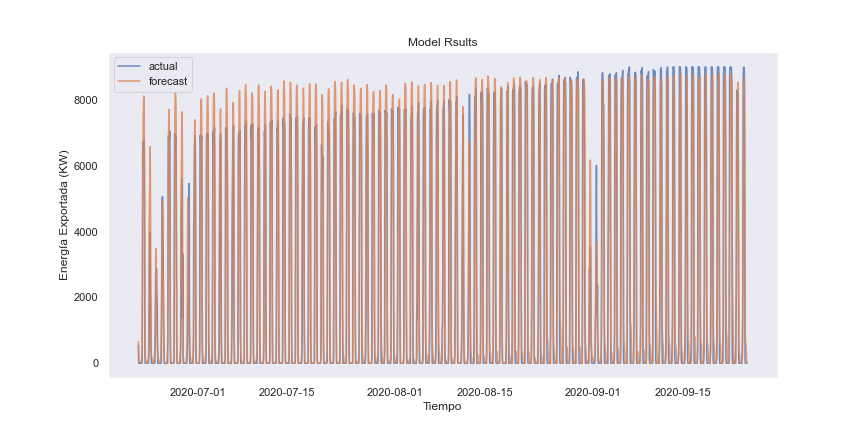 Model Rsults
actual
forecast
8000
6000
4000
2000
0
Energía Exportada (KW)
2020-07-01 2020-07-15 2020-08-01 2020-08-15 2020-09-01 2020-09-15
Tiempo